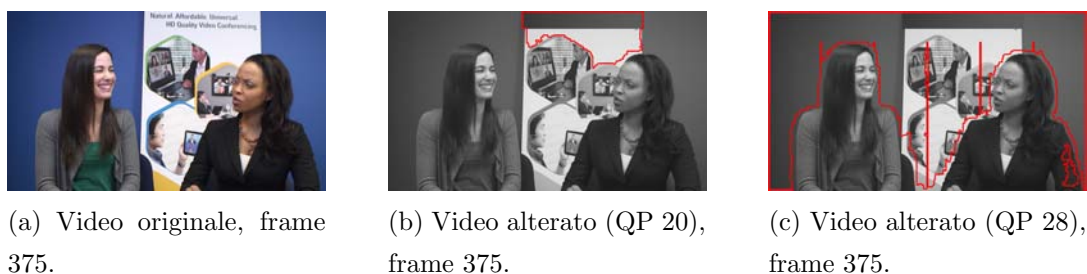 Natural Affordable Universal
HD Quality Video Conferencing
(a) Video originale, frame
375.
(b) Video alterato (QP 20),
frame 375.
(c) Video alterato (QP 28),
frame 375.